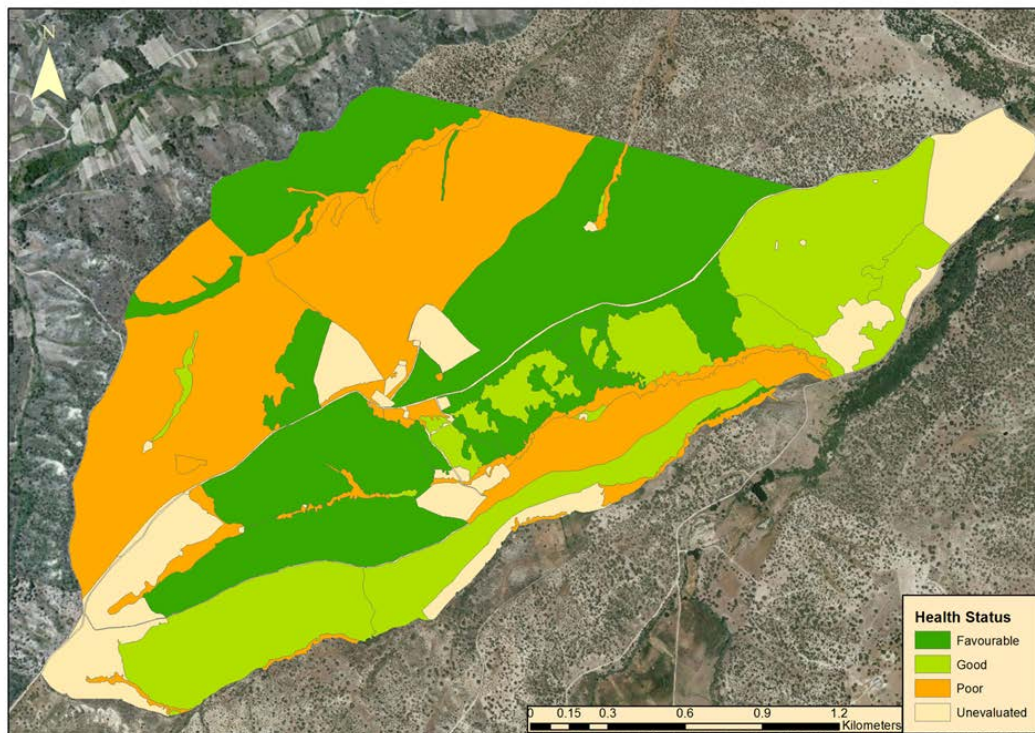 N
Health Status
Favourable
Good
Poor
Unevaluated
0 0.15 0.3 0.6 0.9 1.2
Kilometers